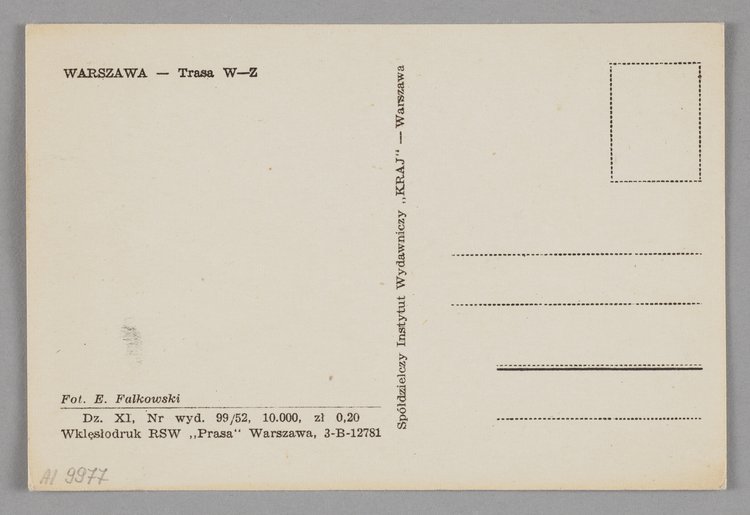 WARSZAWA — Trasa W—Z
Spółdzielczy Instytut Wydawniczy „KRAJ" — Warszawa
Fot. E. Falkowski
Dz. XI, Nr wyd. 99/52, 10.000, zł 0,20
Wklęsłodruk RSW „Prasa" Warszawa, 3-B-12781
AI 9977